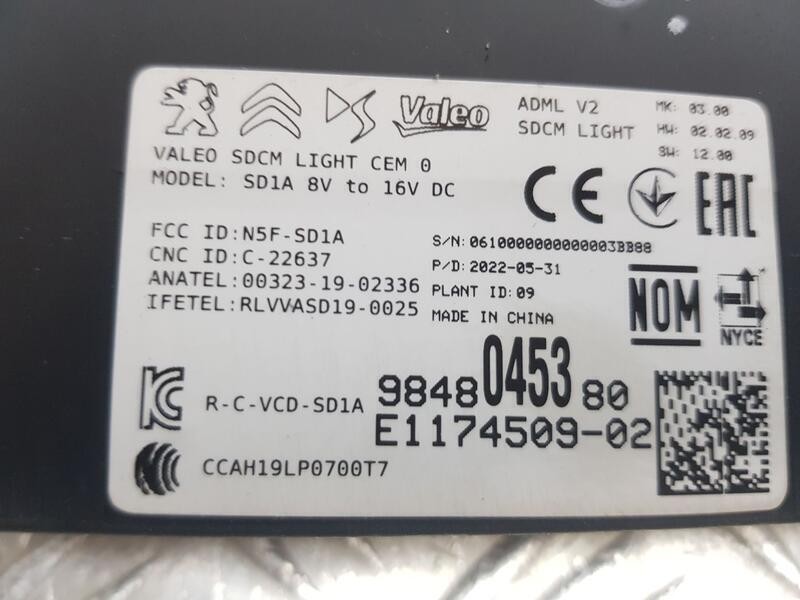 Valeo
ADML V2
SDCM LIGHT
MK: 03.00
HW: 02.02.09
SW: 12.00
VALEO SDCM LIGHT CEM 0
MODEL: SD1A 8V to 16V DC
CE
EAC
FCC ID:N5F-SD1A
CNC ID:C-22637
ANATEL:00323-19-02336
IFETEL:RLVVASD19-0025
S/N:0610000000000003BB88
P/D:2022-05-31
PLANT ID:09
MADE IN CHINA
NOM
NYCE
R-C-VCD-SD1A
9848045380
E1174509-02
CCAH19LP0700T7